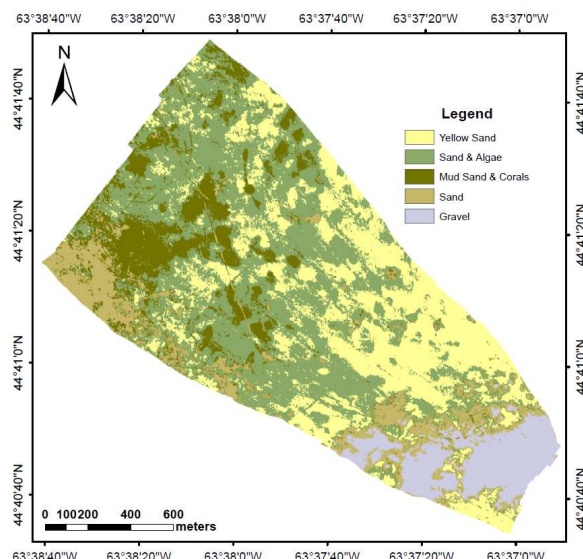 63°38'40"N 63°38'20"N 63°38'0"N 63°37'40"N 63°37'20"N 63°37'0"N
N
44°41'40"N 44°41'40"N
Legend
Yellow Sand
Sand & Algae
Mud Sand & Corals
Sand
Gravel
44°41'20"N 44°41'20"N
44°41'0"N 44°41'0"N
44°40'40"N 44°40'40"N
0 100200 400 600
meters
63°38'40"N 63°38'20"N 63°38'0"N 63°37'40"N 63°37'20"N 63°37'0"N